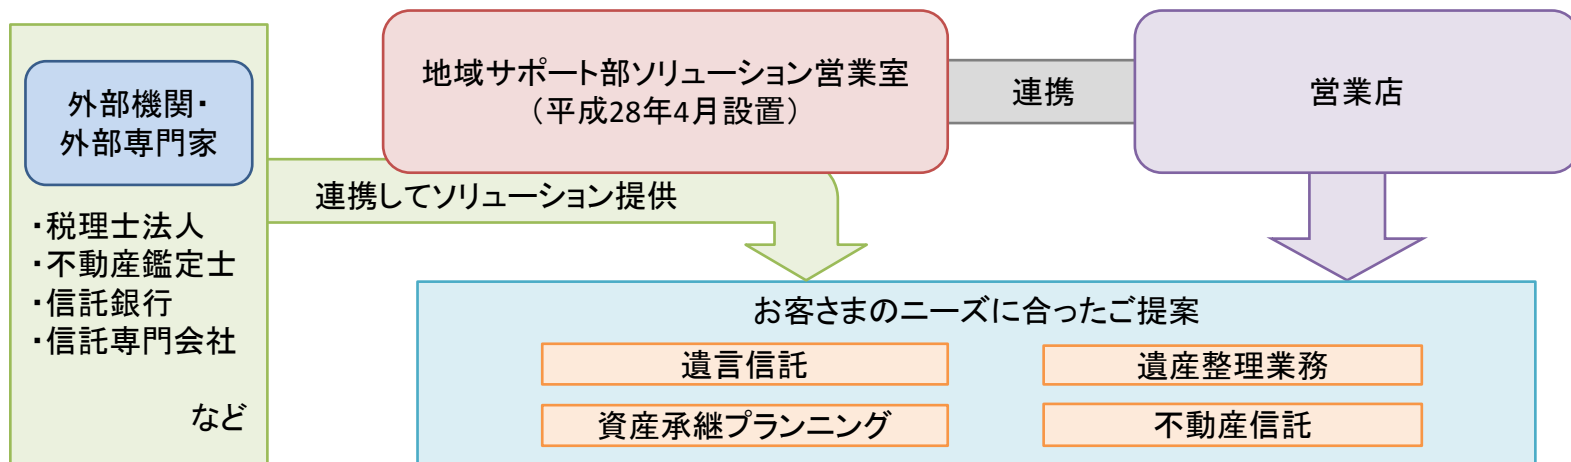 地域サポート部ソリューション営業室
（平成28年4月設置）
連携
営業店
外部機関・
外部専門家
連携してソリューション提供
・税理士法人
・不動産鑑定士
・信託銀行
・信託専門会社
など
お客さまのニーズに合ったご提案
遺言信託
遺産整理業務
資産承継プランニング
不動産信託